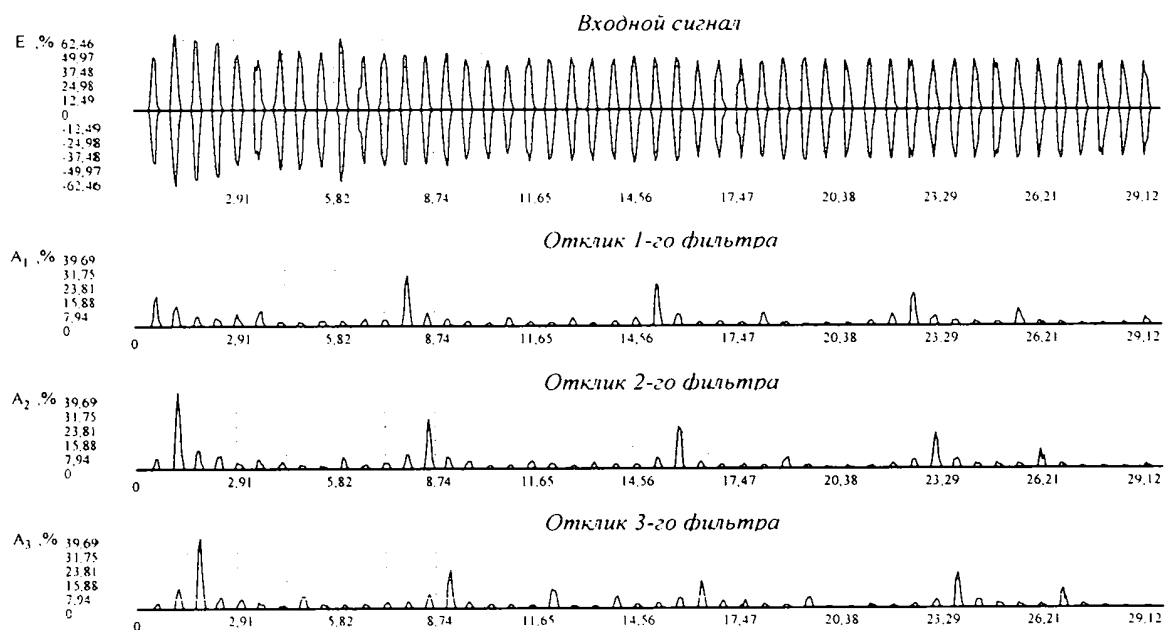 Входной сигнал
E ,%
62,46
49,97
37,48
24,98
12,49
0
-12,49
-24,98
-37,48
-49,97
-62,46
2,91 5,82 8,74 11,65 14,56 17,47 20,38 23,29 26,21 29,12
Отклик 1-го фильтра
A1 ,%
39,69
31,75
23,81
15,88
7,94
0
0 2,91 5,82 8,74 11,65 14,56 17,47 20,38 23,29 26,21 29,12
Отклик 2-го фильтра
A2 ,%
39,69
31,75
23,81
15,88
7,94
0
0 2,91 5,82 8,74 11,65 14,56 17,47 20,38 23,29 26,21 29,12
Отклик 3-го фильтра
A3 ,%
39,69
31,75
23,81
15,88
7,94
0
0 2,91 5,82 8,74 11,65 14,56 17,47 20,38 23,29 26,21 29,12